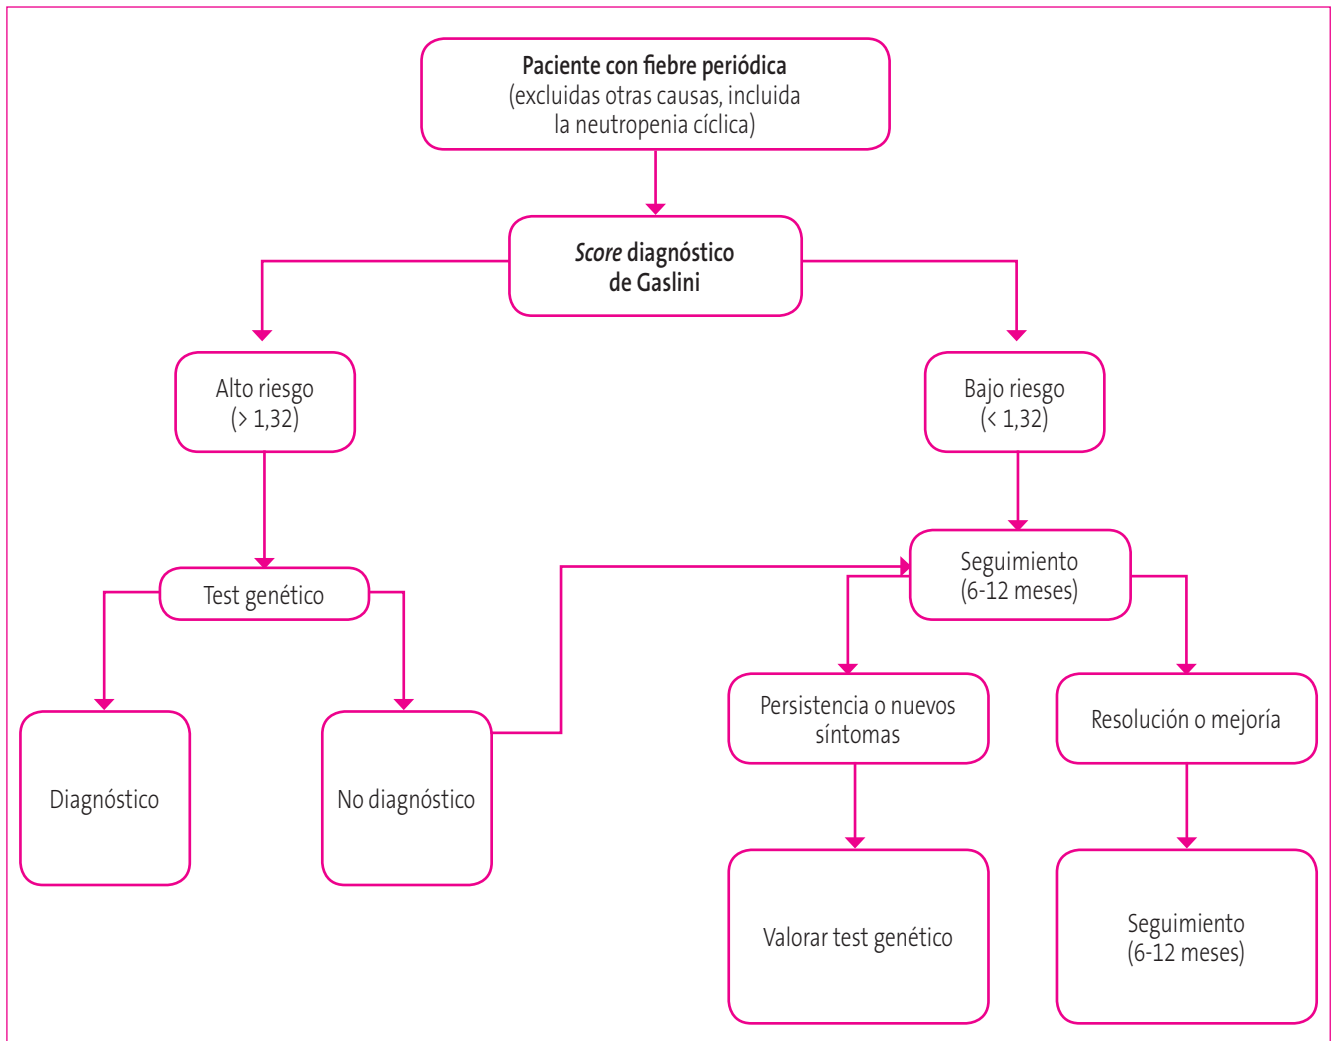 Paciente con fiebre periódica
(excluidas otras causas, incluida
la neutropenia cíclica)
Score diagnóstico
de Gaslini
Alto riesgo
(> 1,32)
Bajo riesgo
(< 1,32)
Test genético
Seguimiento
(6-12 meses)
Diagnóstico
No diagnóstico
Persistencia o nuevos
síntomas
Resolución o mejoría
Valorar test genético
Seguimiento
(6-12 meses)